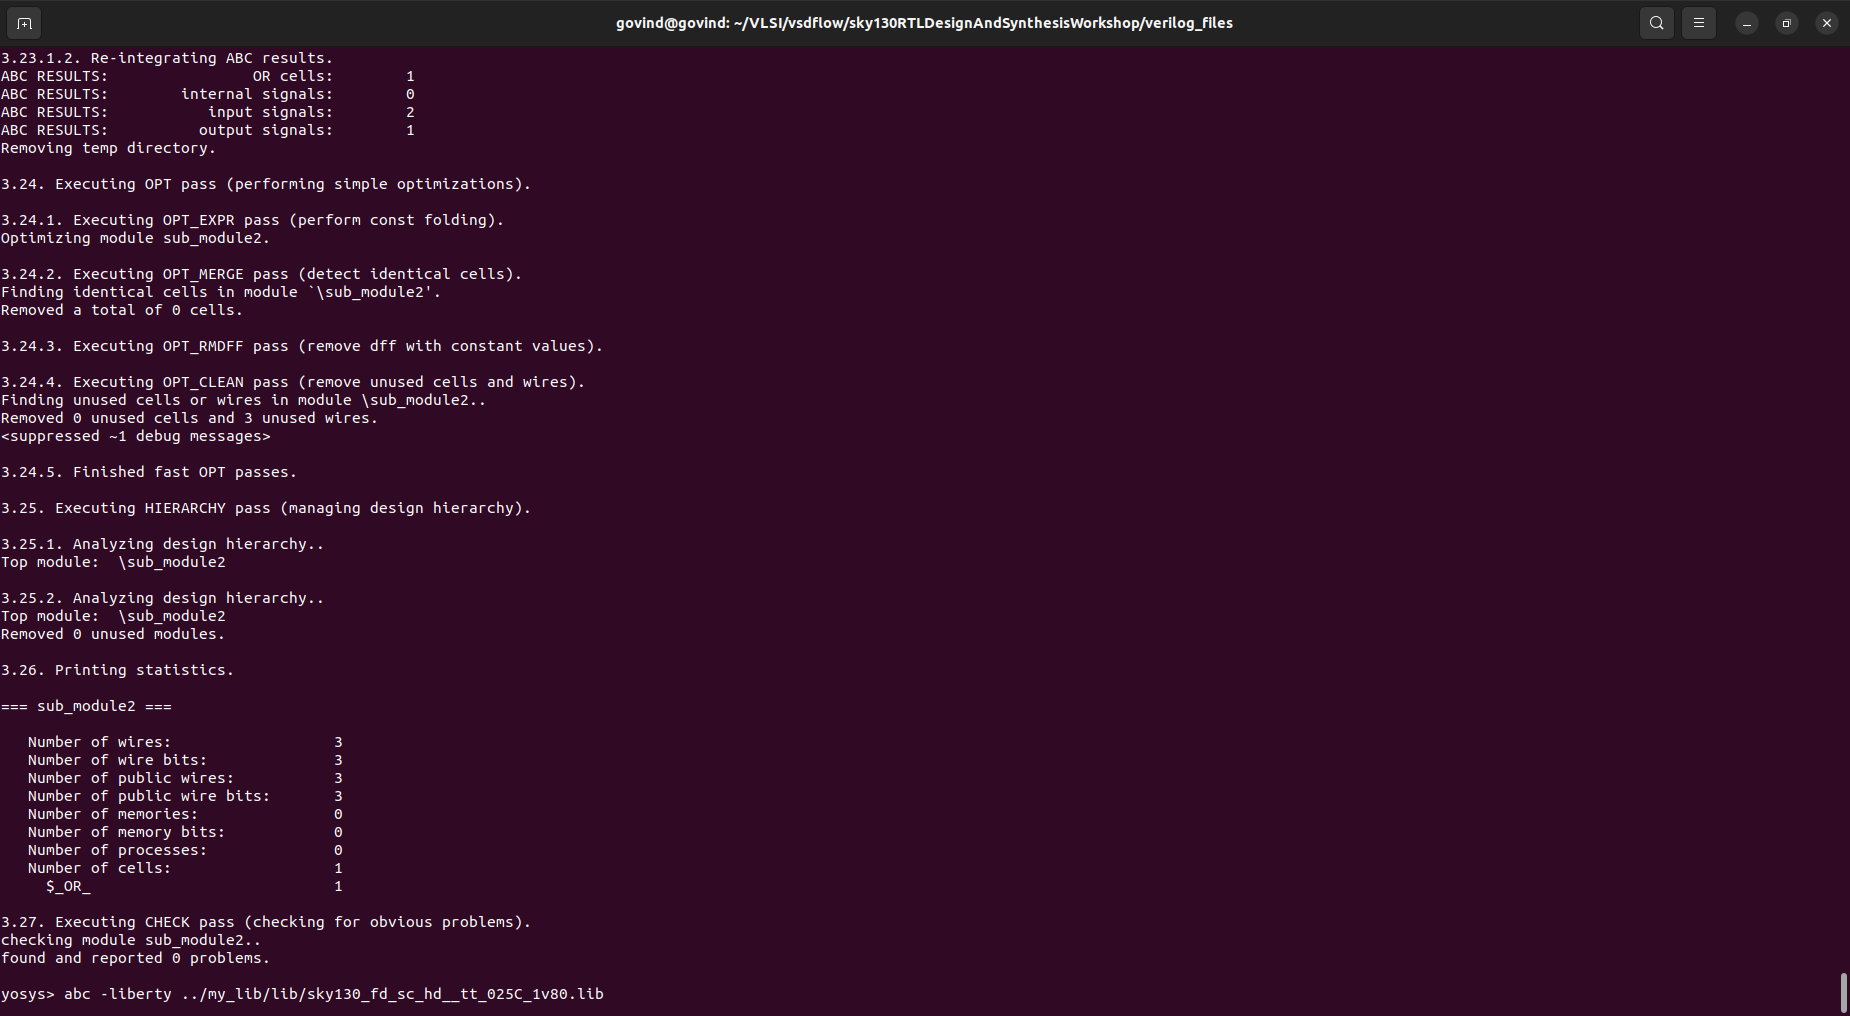 govind@govind: ~/VLSI/vsdflow/sky130RTLDesignAndSynthesisWorkshop/verilog_files
3.23.1.2. Re-integrating ABC results.
ABC RESULTS:                OR cells:        1
ABC RESULTS:        internal signals:        0
ABC RESULTS:           input signals:        2
ABC RESULTS:          output signals:        1
Removing temp directory.

3.24. Executing OPT pass (performing simple optimizations).

3.24.1. Executing OPT_EXPR pass (perform const folding).
Optimizing module sub_module2.

3.24.2. Executing OPT_MERGE pass (detect identical cells).
Finding identical cells in module `\sub_module2'.
Removed a total of 0 cells.

3.24.3. Executing OPT_RMDFF pass (remove dff with constant values).

3.24.4. Executing OPT_CLEAN pass (remove unused cells and wires).
Finding unused cells or wires in module \sub_module2..
Removed 0 unused cells and 3 unused wires.
<suppressed ~1 debug messages>

3.24.5. Finished fast OPT passes.

3.25. Executing HIERARCHY pass (managing design hierarchy).

3.25.1. Analyzing design hierarchy..
Top module:  \sub_module2

3.25.2. Analyzing design hierarchy..
Top module:  \sub_module2
Removed 0 unused modules.

3.26. Printing statistics.

=== sub_module2 ===

   Number of wires:                  3
   Number of wire bits:              3
   Number of public wires:           3
   Number of public wire bits:       3
   Number of memories:               0
   Number of memory bits:            0
   Number of processes:              0
   Number of cells:                  1
     $_OR_                           1

3.27. Executing CHECK pass (checking for obvious problems).
checking module sub_module2..
found and reported 0 problems.

yosys> abc -liberty ../my_lib/lib/sky130_fd_sc_hd__tt_025C_1v80.lib